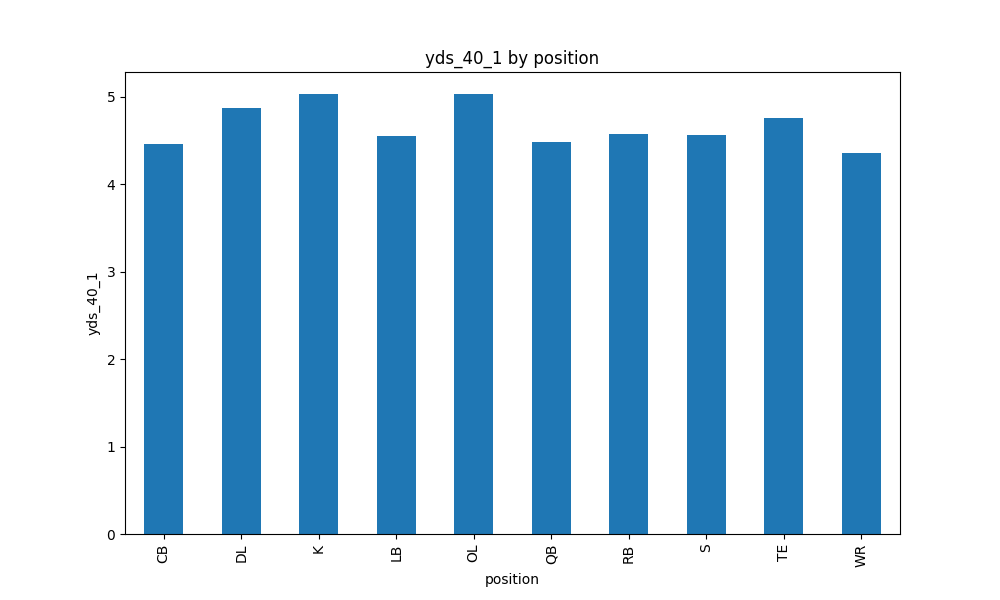 yds_40_1 by position
yds_40_1
5
4
3
2
1
0
CB
DL
K
LB
OL
QB
RB
S
TE
WR
position